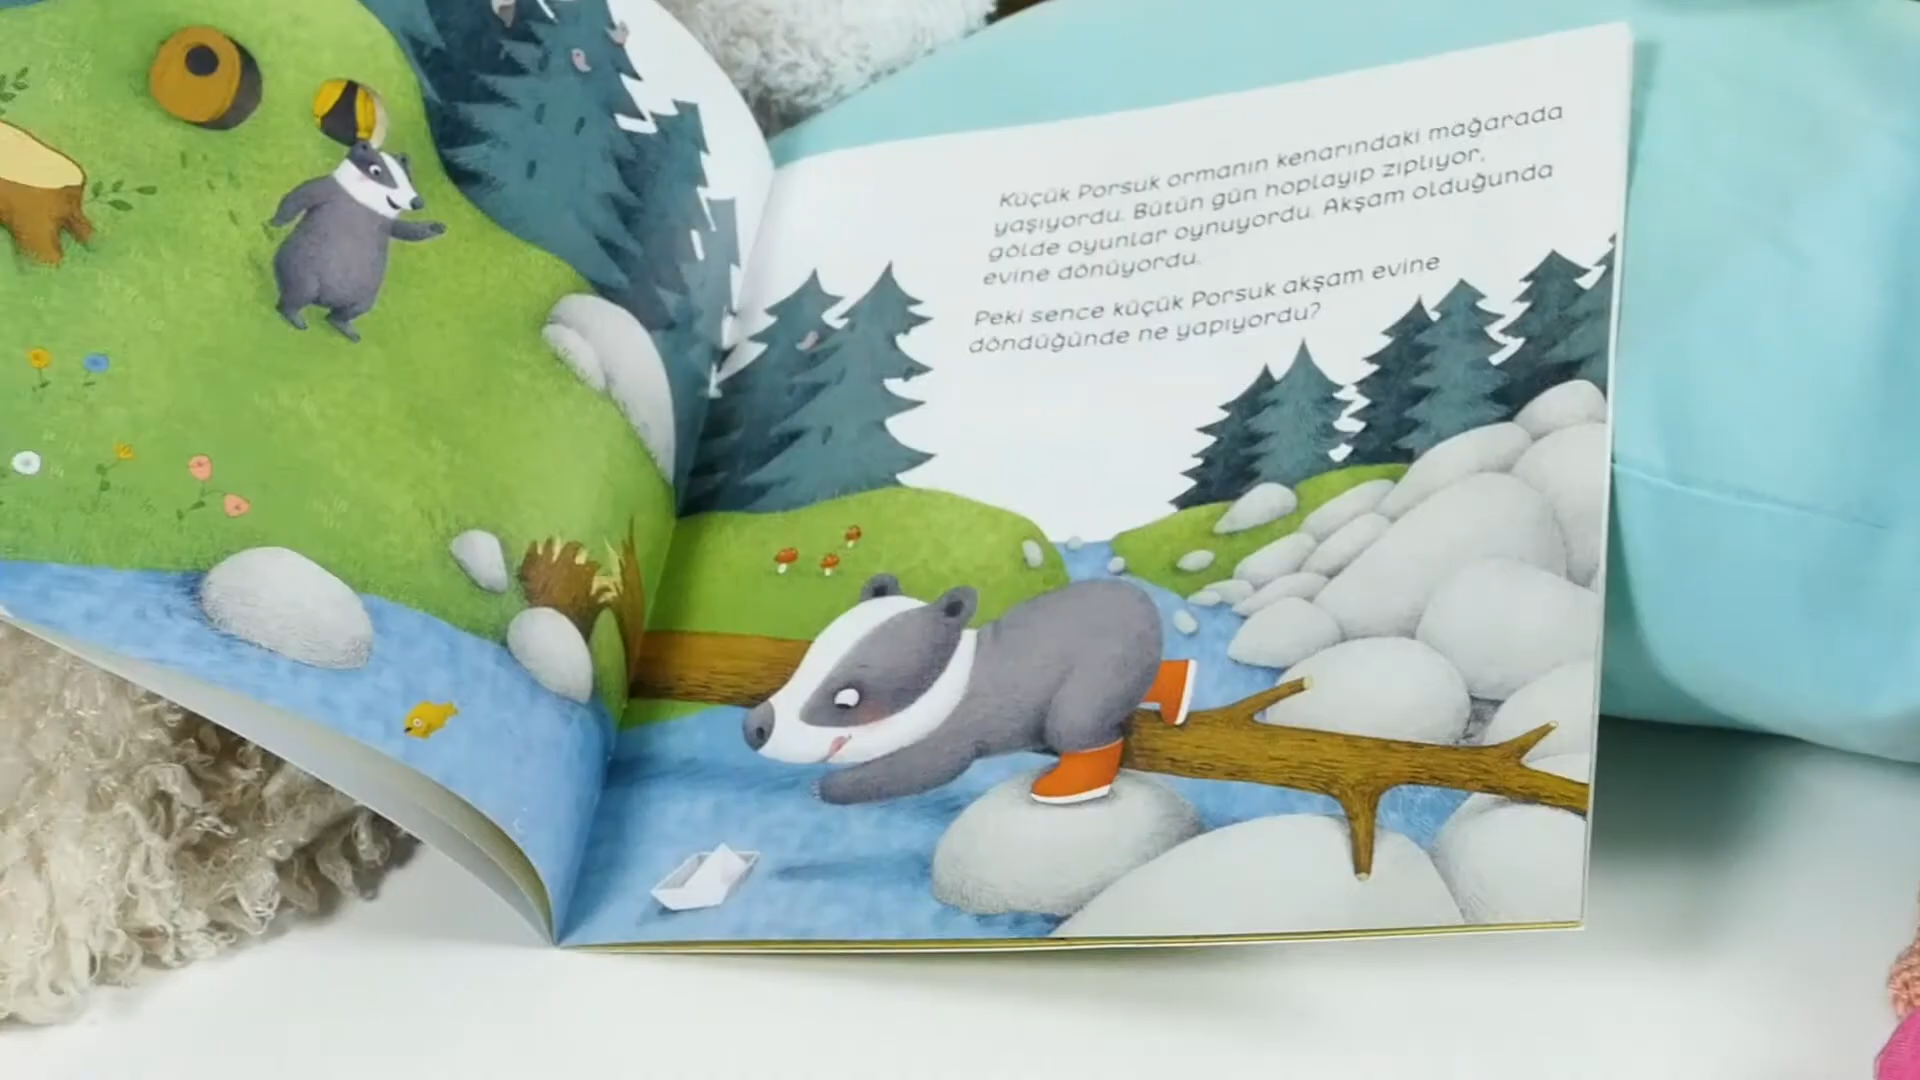 Küçük Porsuk ormanın kenarındaki mağarada
yaşıyordu. Bütün gün hoplayıp zıplıyor,
gölde oyunlar oynuyordu. Akşam olduğunda
evine dönüyordu.
Peki sence küçük Porsuk akşam evine
döndüğünde ne yapıyordu?